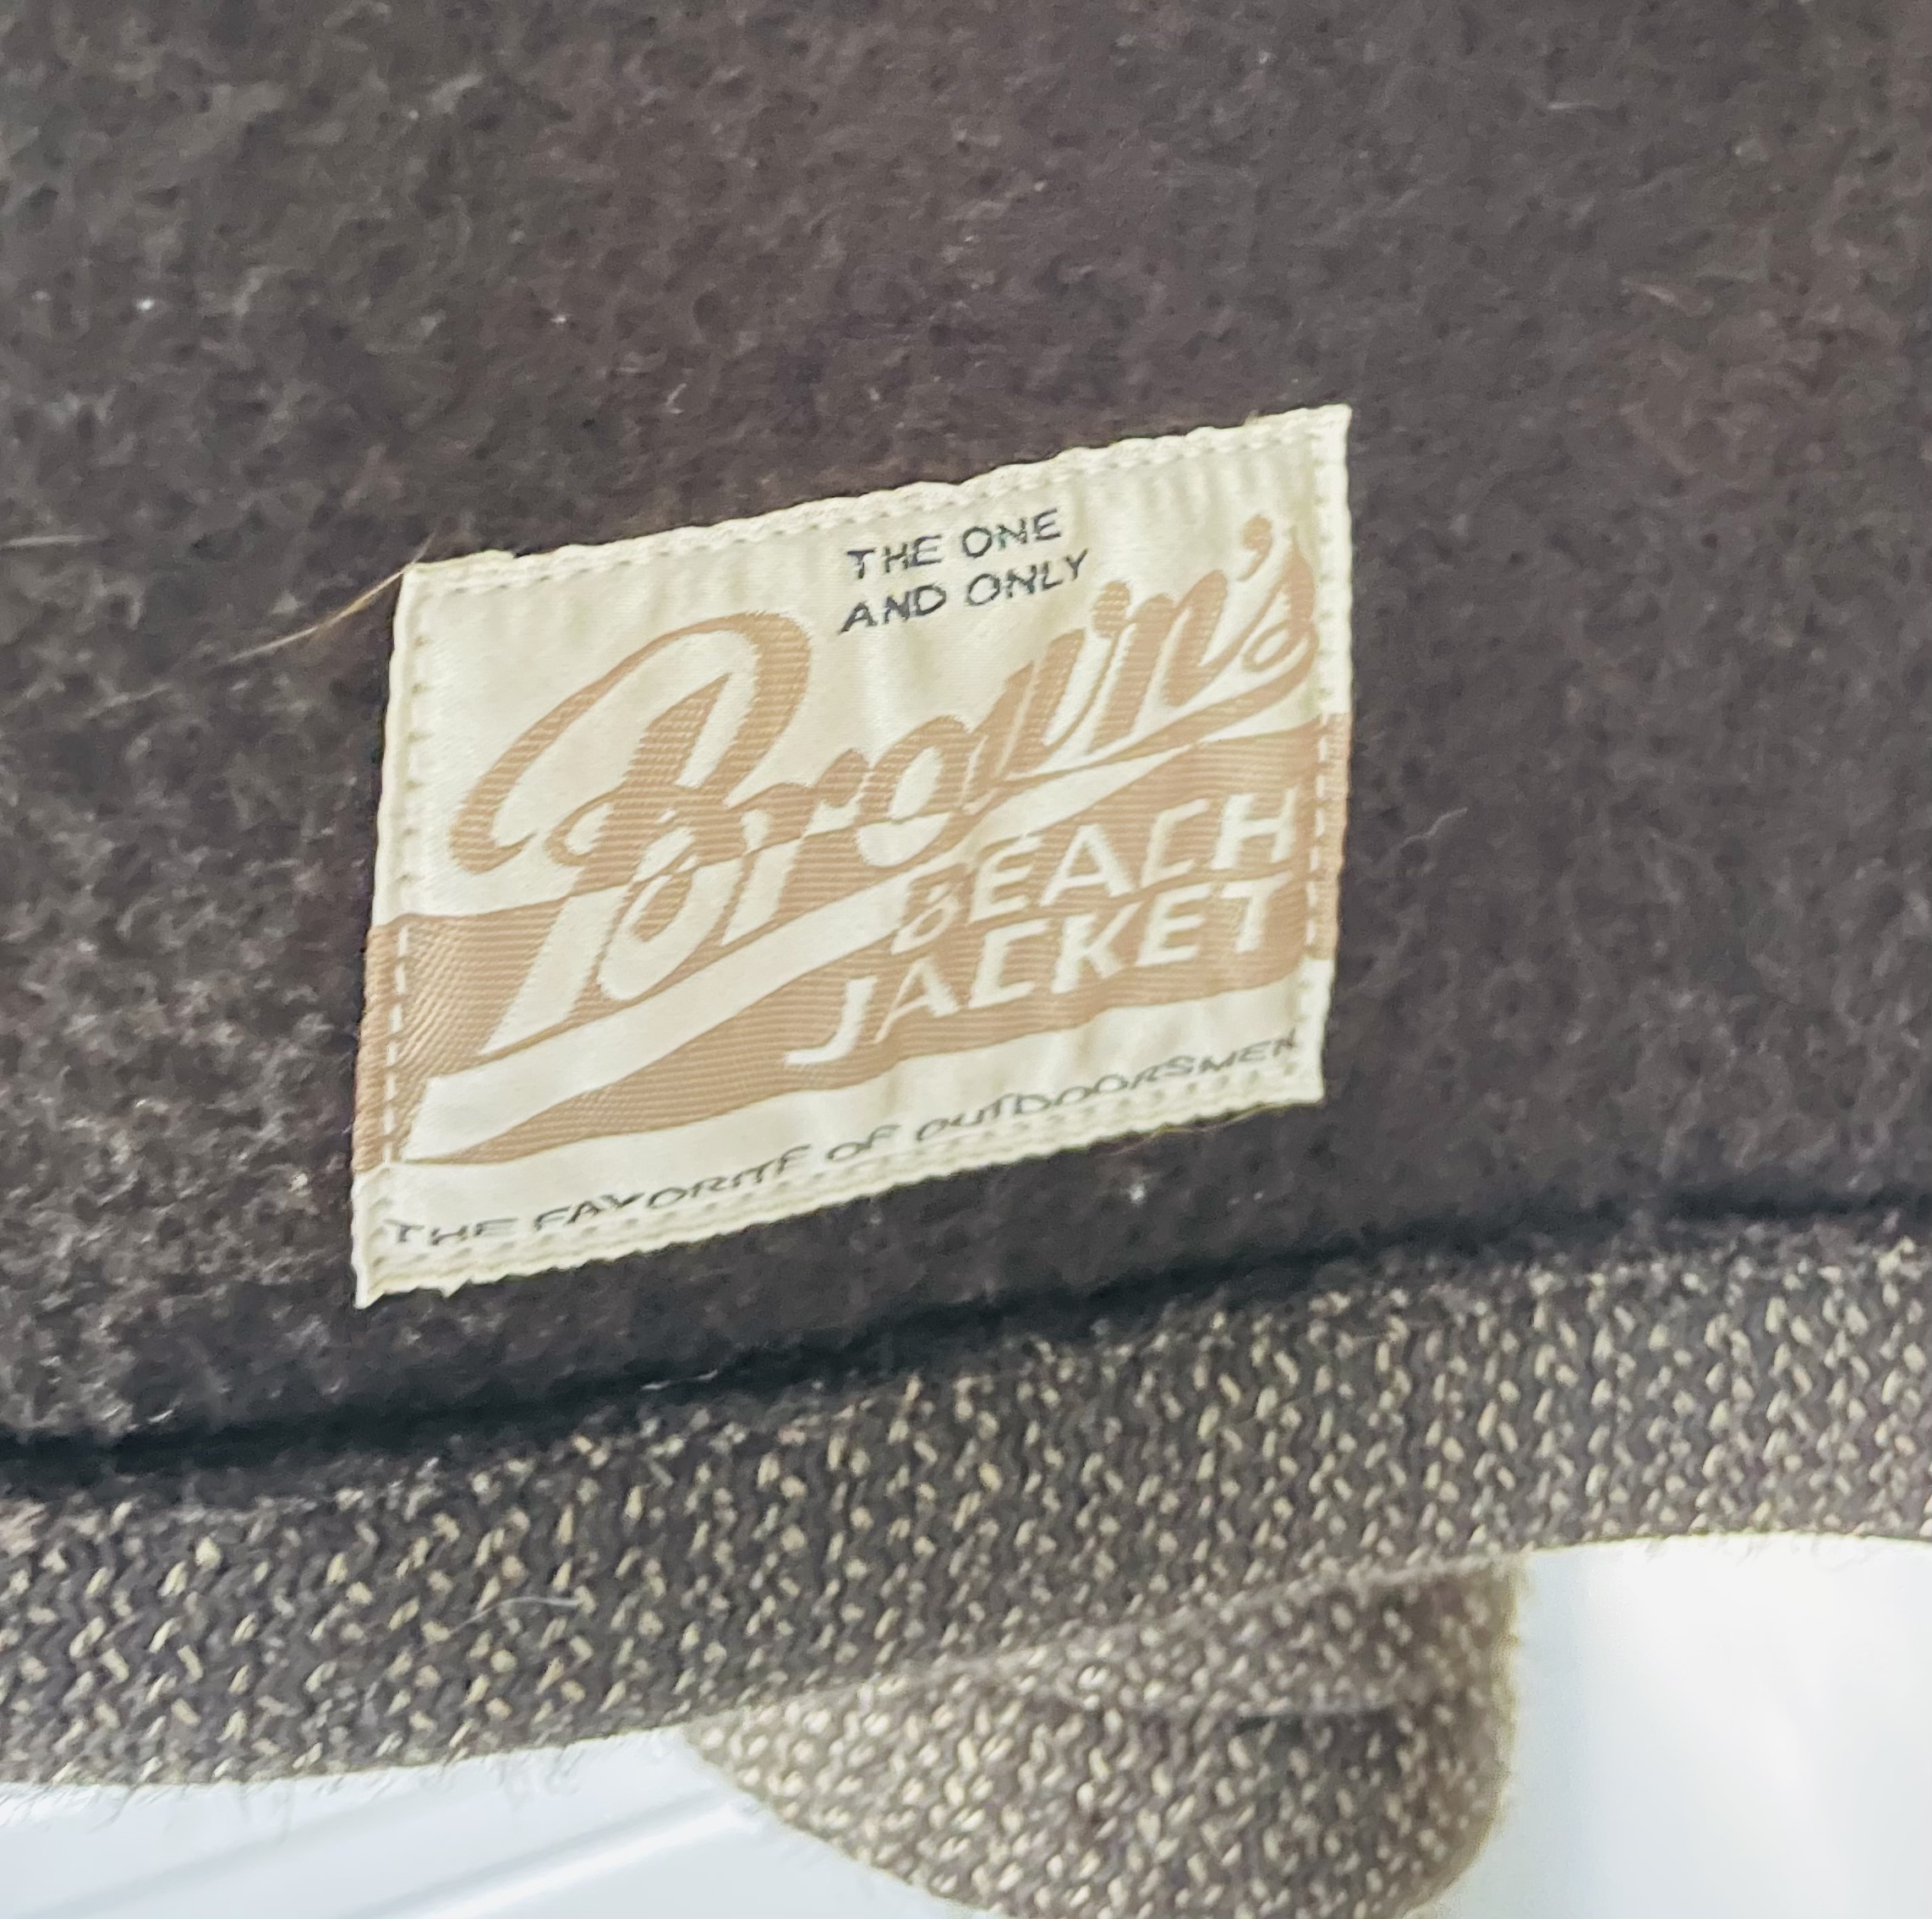 THE ONE
AND ONLY
Brown's
BEACH
JACKET
THE FAVORITE OF OUTDOORSMEN